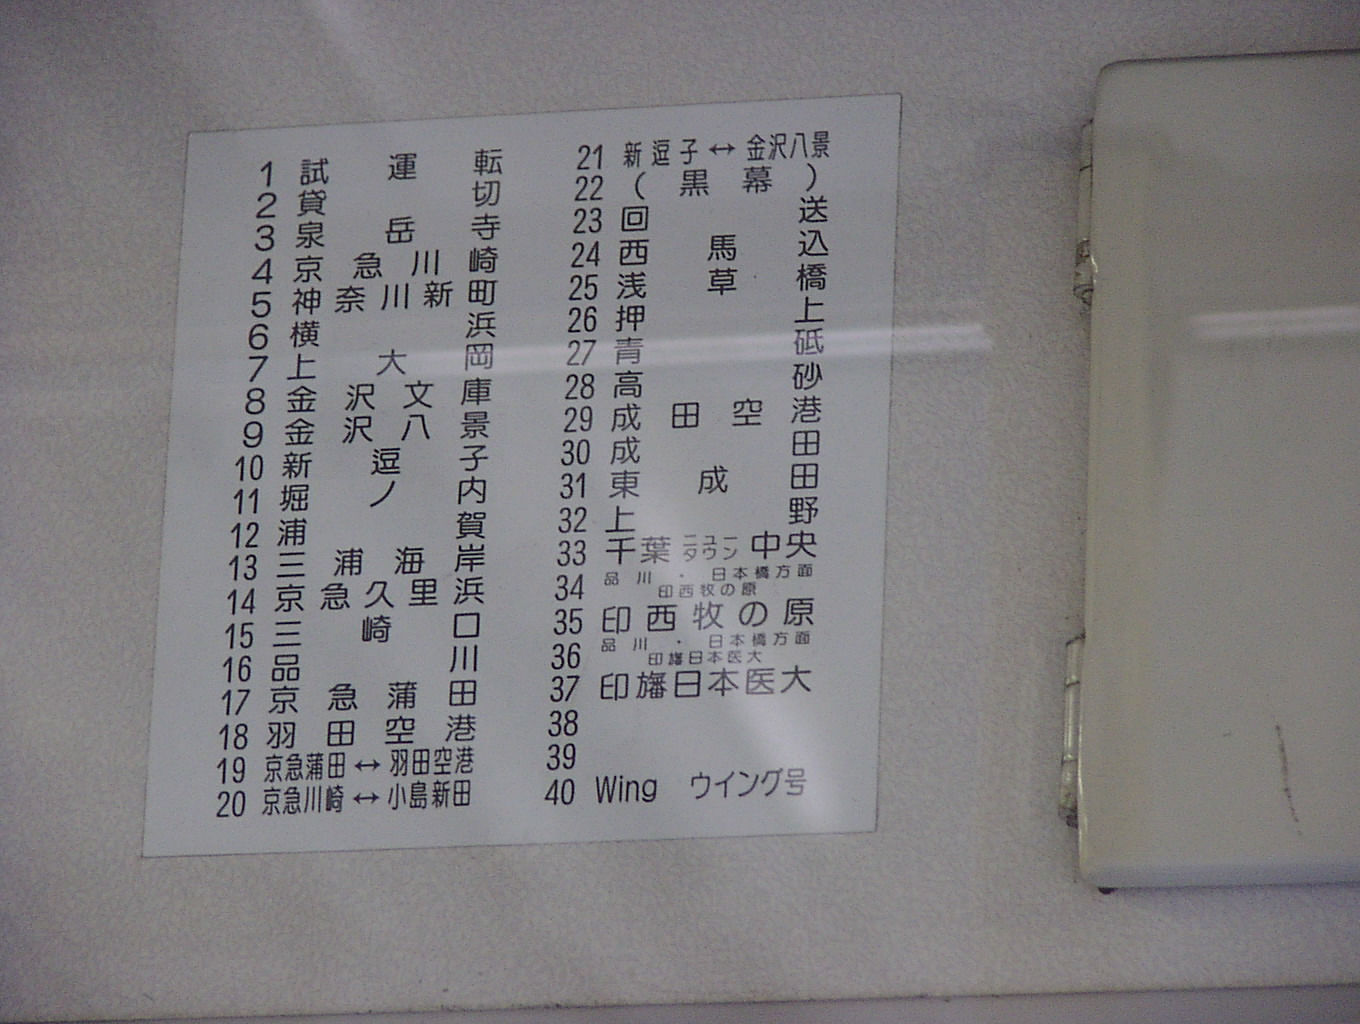 1 試運転
2 貸切
3 泉岳寺
4 京急川崎
5 神奈川新町
6 横浜
7 上大岡
8 金沢文庫
9 金沢八景
10 新逗子
11 堀ノ内
12 浦賀
13 三浦海岸
14 京急久里浜
15 三崎口
16 品川
17 京急蒲田
18 羽田空港
19 京急蒲田↔羽田空港
20 京急川崎↔小島新田
21 新逗子↔金沢八景
22 (黒幕)
23 回送
24 西馬込
25 浅草橋
26 押上
27 青砥
28 高砂
29 成田空港
30 成田
31 東成田
32 上野
33 千葉ニュータウン中央
34 品川・日本橋方面
印西牧の原
35 印西牧の原
36 品川・日本橋方面
印旛日本医大
37 印旛日本医大
38
39
40 Wing ウイング号